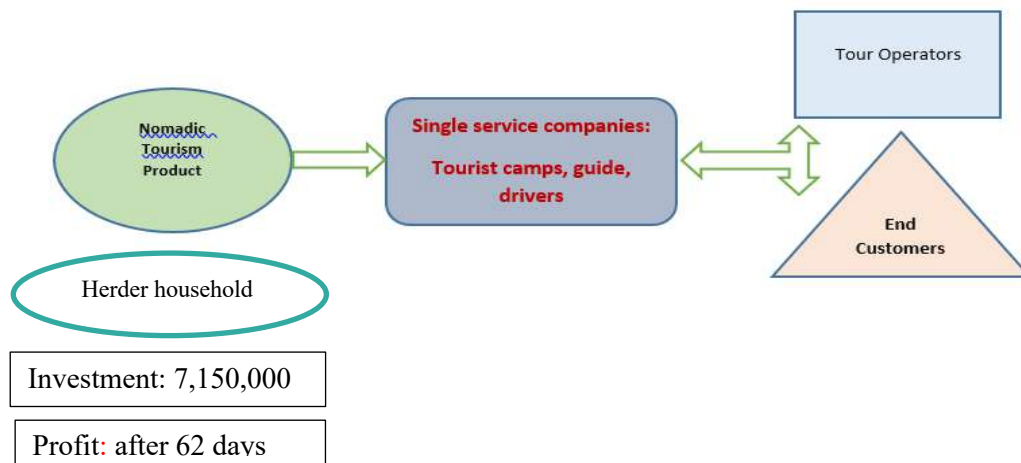 Tour Operators
Nomadic
Tourism
Product
Single service companies:
Tourist camps, guide,
drivers
End
Customers
Herder household
Investment: 7,150,000
Profit: after 62 days